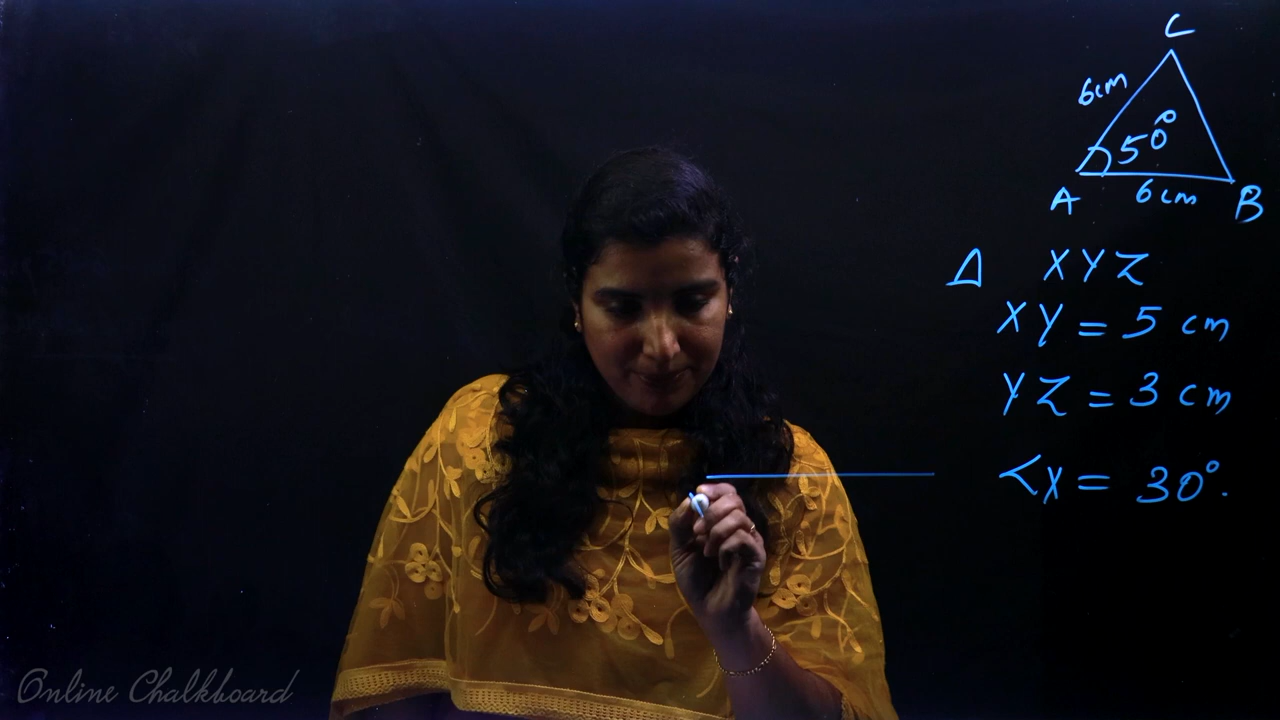 C
6cm
50°
A 6cm B
Δ XYZ
XY = 5 cm
YZ = 3 cm
<X = 30°.
Online Chalkboard